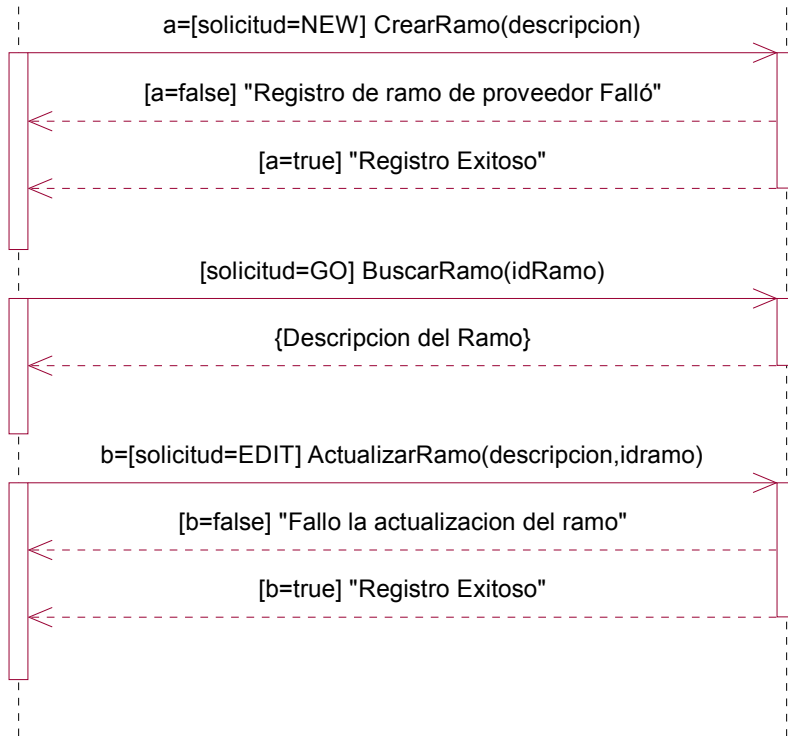 a=[solicitud=NEW] CrearRamo(descripcion)
[a=false] "Registro de ramo de proveedor Falló"
[a=true] "Registro Exitoso"
[solicitud=GO] BuscarRamo(idRamo)
{Descripcion del Ramo}
b=[solicitud=EDIT] ActualizarRamo(descripcion,idramo)
[b=false] "Fallo la actualizacion del ramo"
[b=true] "Registro Exitoso"